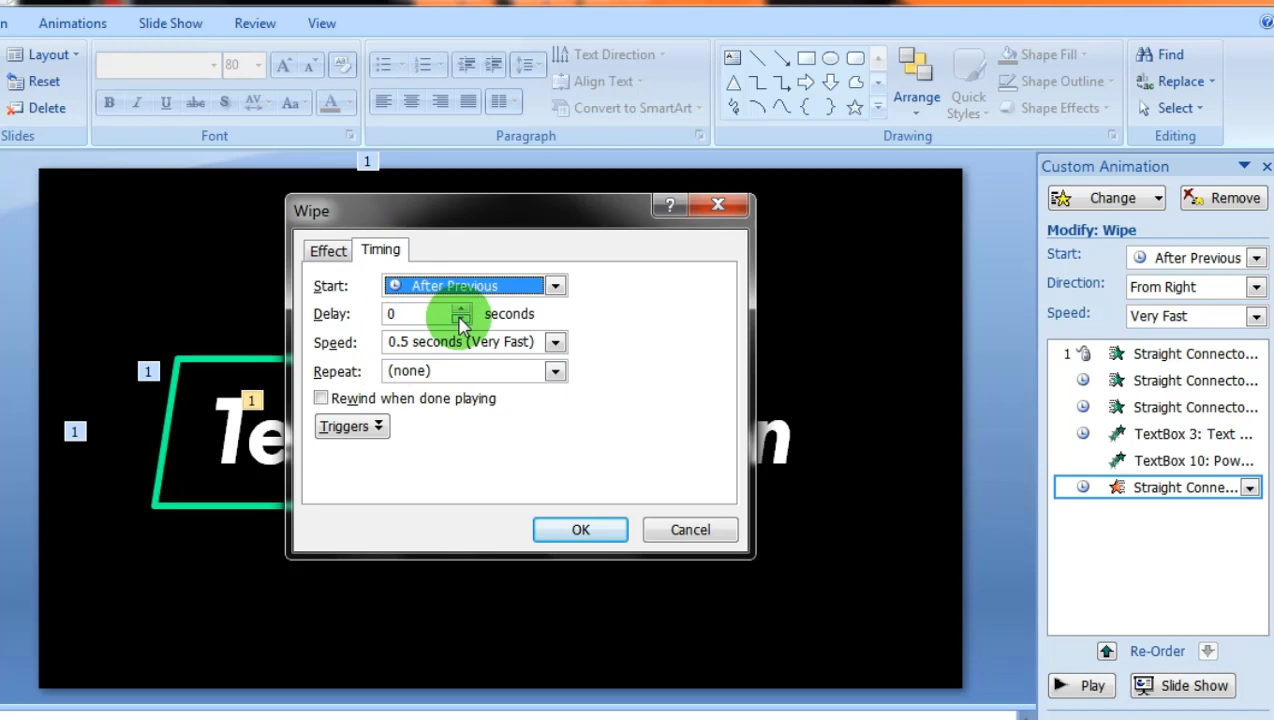 Animations Slide Show Review View
Layout
Reset
Delete
Slides
80
B I U abc S AV Aa A
Font
Paragraph
Text Direction
Align Text
Convert to SmartArt
Arrange
Quick
Styles
Shape Fill
Shape Outline
Shape Effects
Drawing
Find
Replace
Select
Editing
1
1
1
1
Te
n
Wipe
Effect Timing
Start: After Previous
Delay: 0 seconds
Speed: 0.5 seconds (Very Fast)
Repeat: (none)
Rewind when done playing
Triggers
OK Cancel
Custom Animation
Change Remove
Modify: Wipe
Start: After Previous
Direction: From Right
Speed: Very Fast
1 Straight Connecto...
Straight Connecto...
Straight Connecto...
TextBox 3: Text ...
TextBox 10: Pow...
Straight Conne...
Re-Order
Play Slide Show